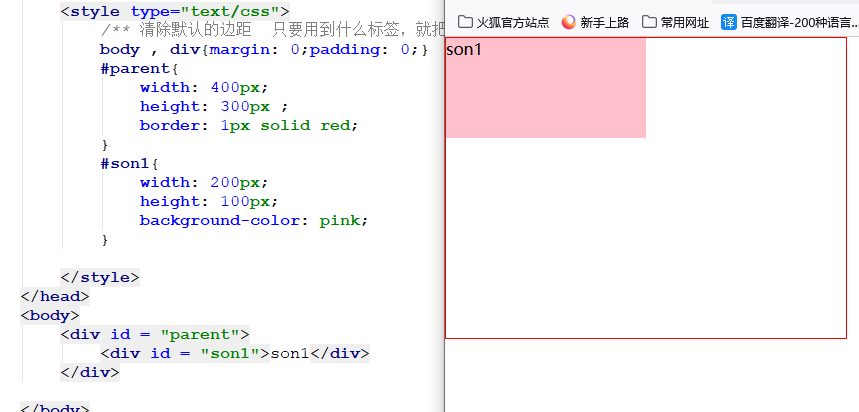 <style type="text/css">
/** 清除默认的边距 只要用到什么标签，就把
body , div{margin: 0;padding: 0;}
#parent{
width: 400px;
height: 300px ;
border: 1px solid red;
}
#son1{
width: 200px;
height: 100px;
background-color: pink;
}
</style>
</head>
<body>
<div id = "parent">
<div id = "son1">son1</div>
</div>
</body>
火狐官方站点 新手上路 常用网址 译 百度翻译-200种语言...
son1